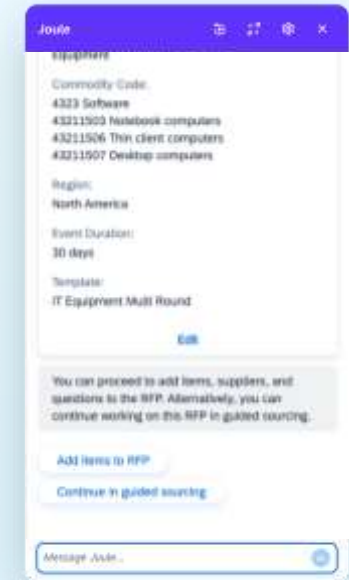 Joule
Equipment
Commodity Code:
4323 Software
43211503 Notebook computers
43211506 Thin client computers
43211507 Desktop computers
Region:
North America
Event Duration:
30 days
Template:
IT Equipment Multi Round
Edit
You can proceed to add items, suppliers, and
questions to the RFP. Alternatively, you can
continue working on this RFP in guided sourcing.
Add items to RFP
Continue in guided sourcing
Message Joule...